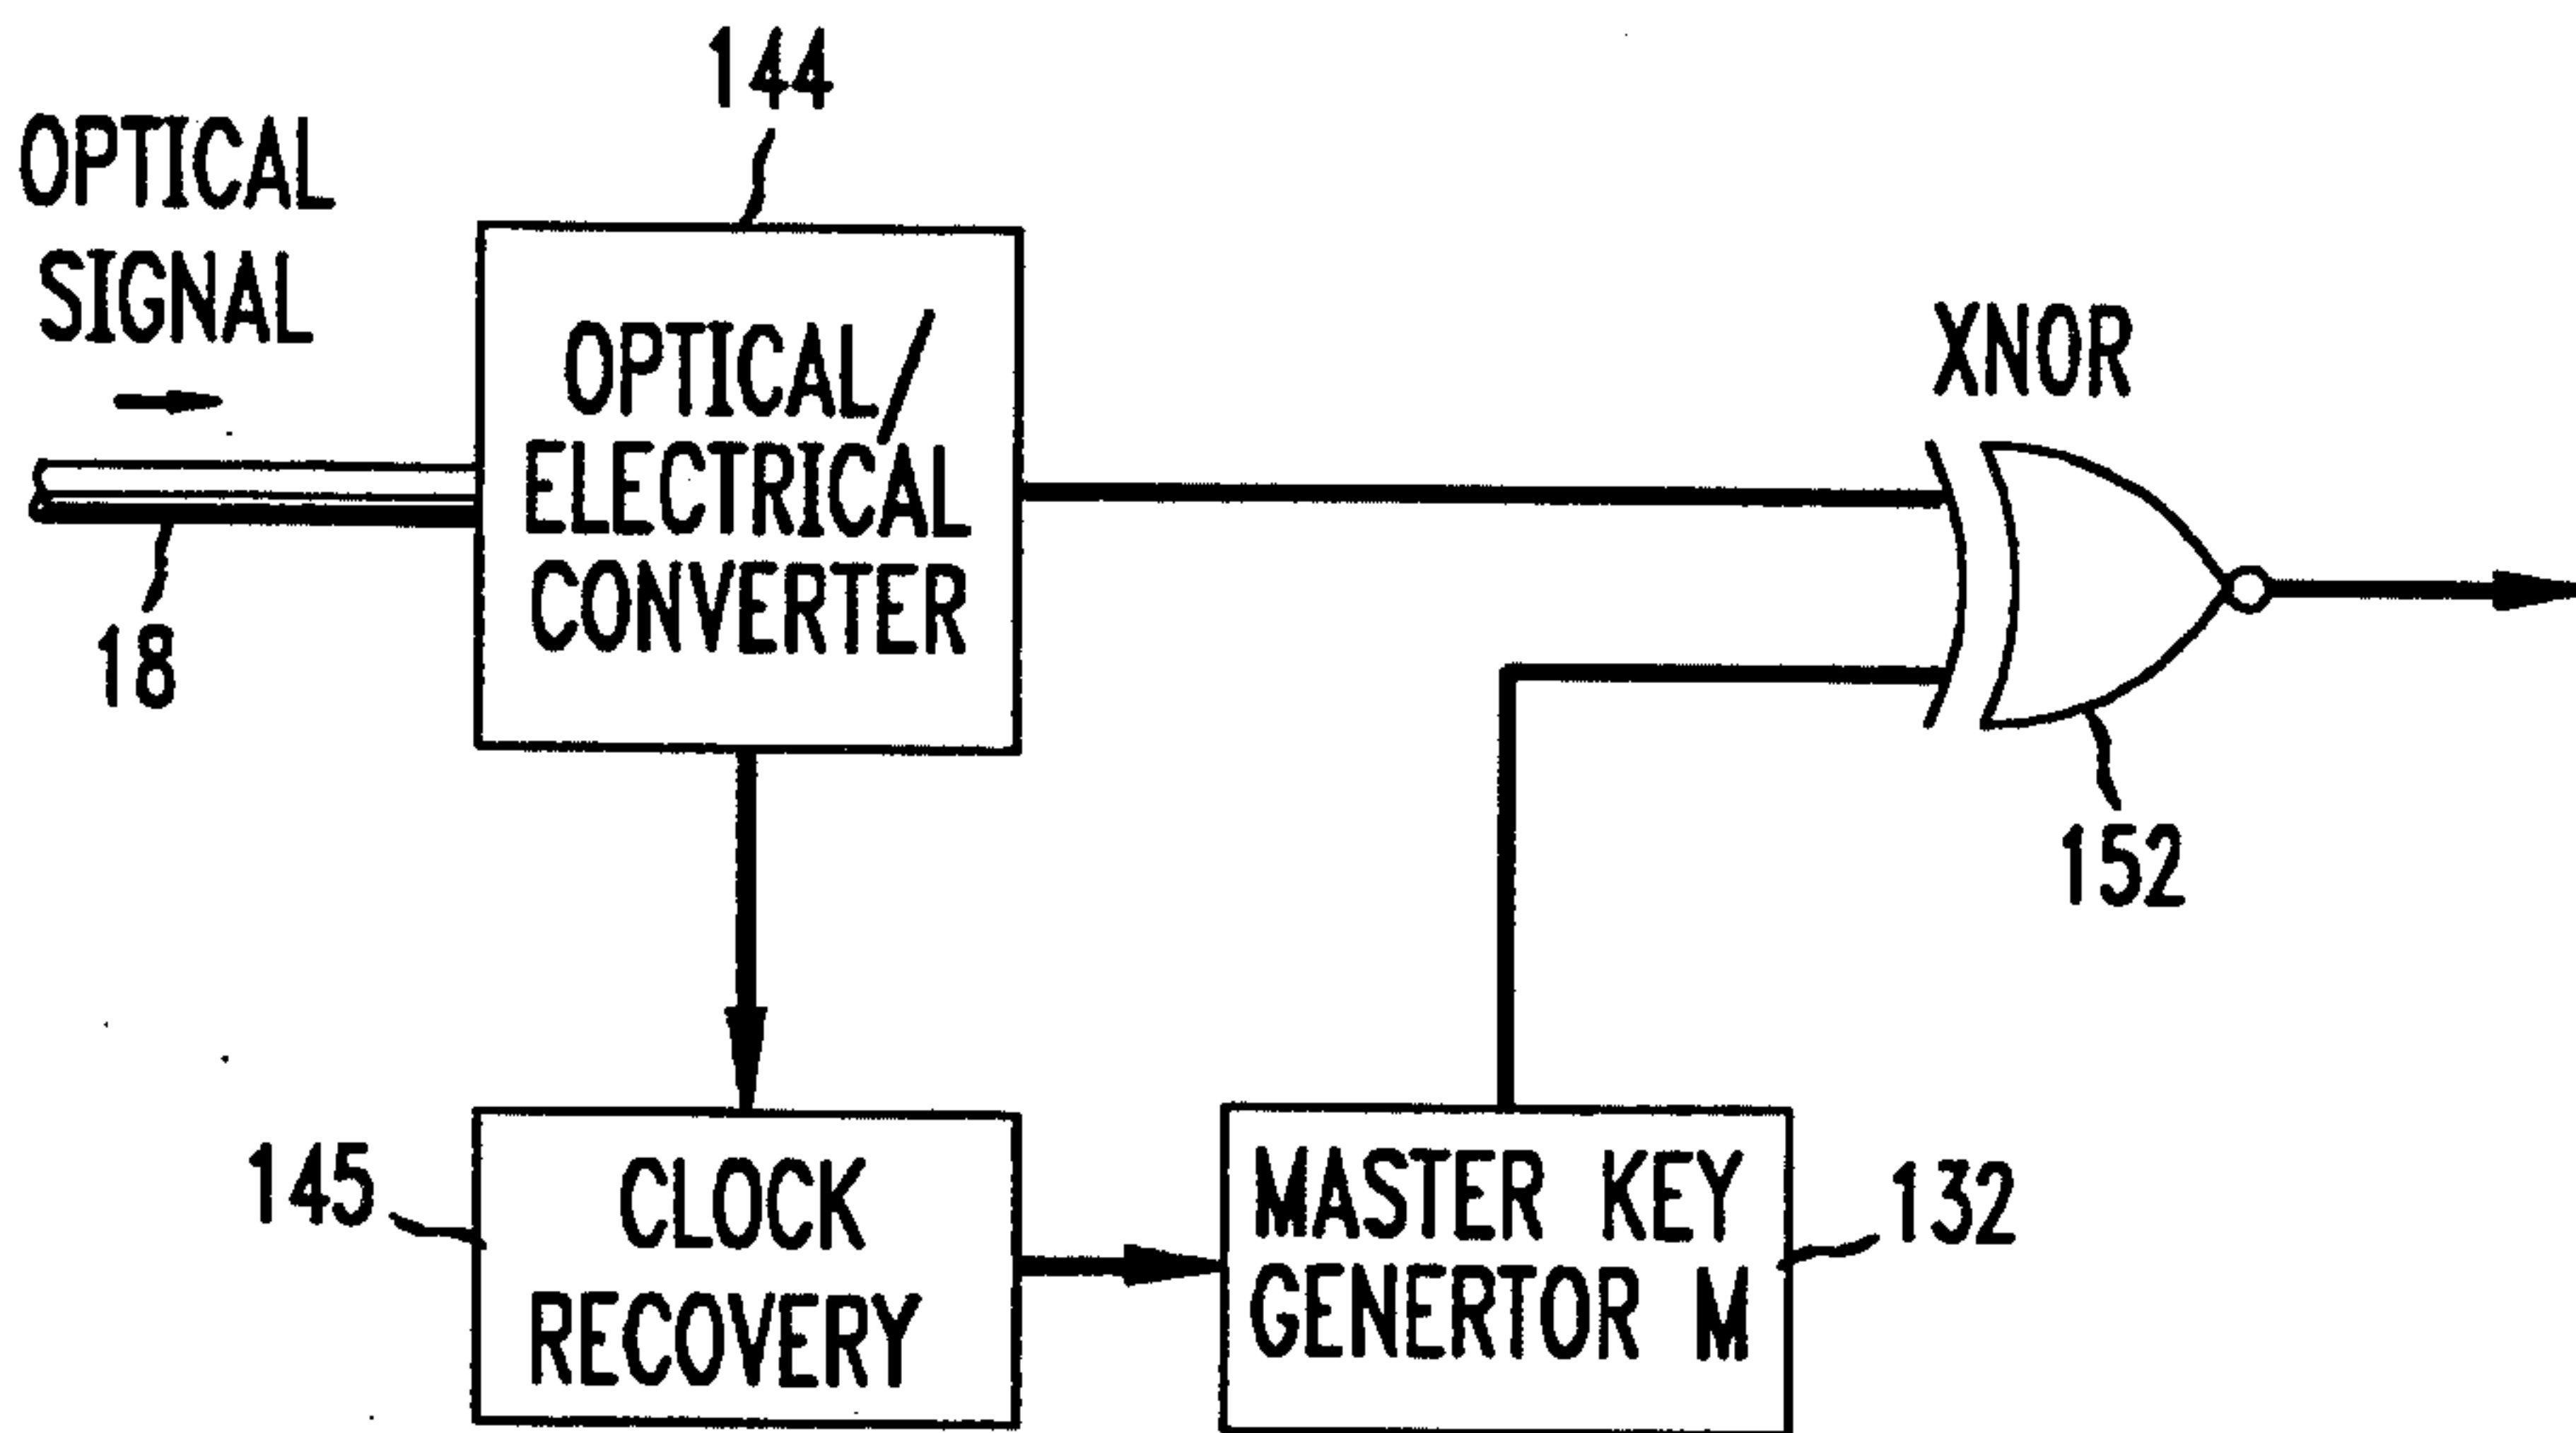 144
OPTICAL
SIGNAL
OPTICAL/
ELECTRICAL
CONVERTER
18
XNOR
152
145
CLOCK
RECOVERY
MASTER KEY
GENERTOR M
132